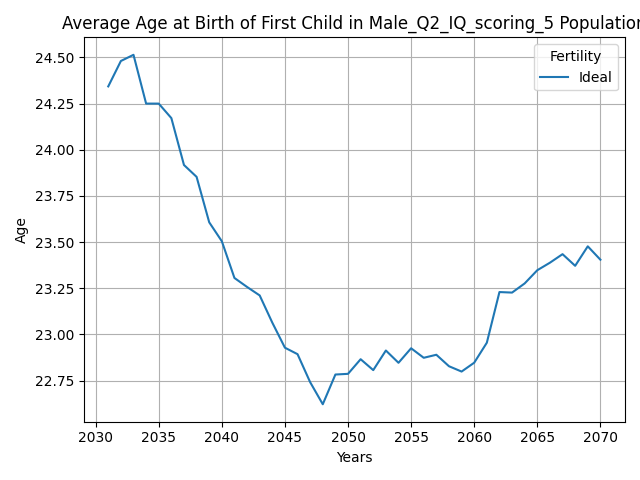 Average Age at Birth of First Child in Male_Q2_IQ_scoring_5 Population
Fertility
Ideal
24.50
24.25
24.00
23.75
23.50
23.25
23.00
22.75
Age
2030 2035 2040 2045 2050 2055 2060 2065 2070
Years